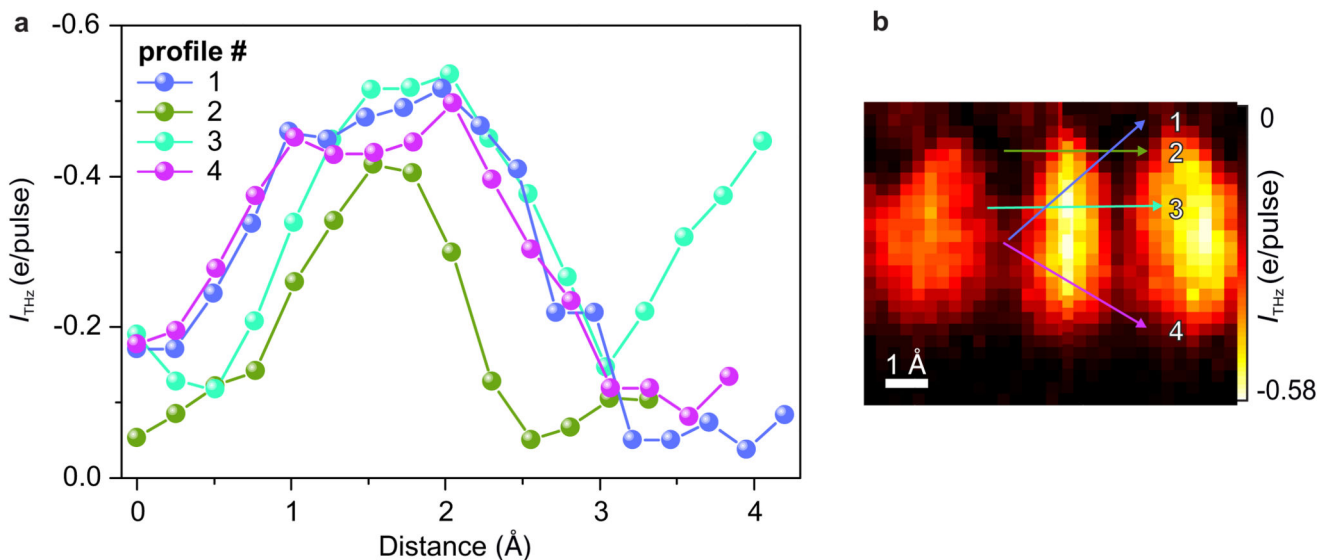 a
-0.6
-0.4
-0.2
0.0
I_THz (e/pulse)
profile #
1
2
3
4
0
1
2
3
4
Distance (Å)
b
1
2
3
4
1 Å
0
-0.58
I_THz (e/pulse)